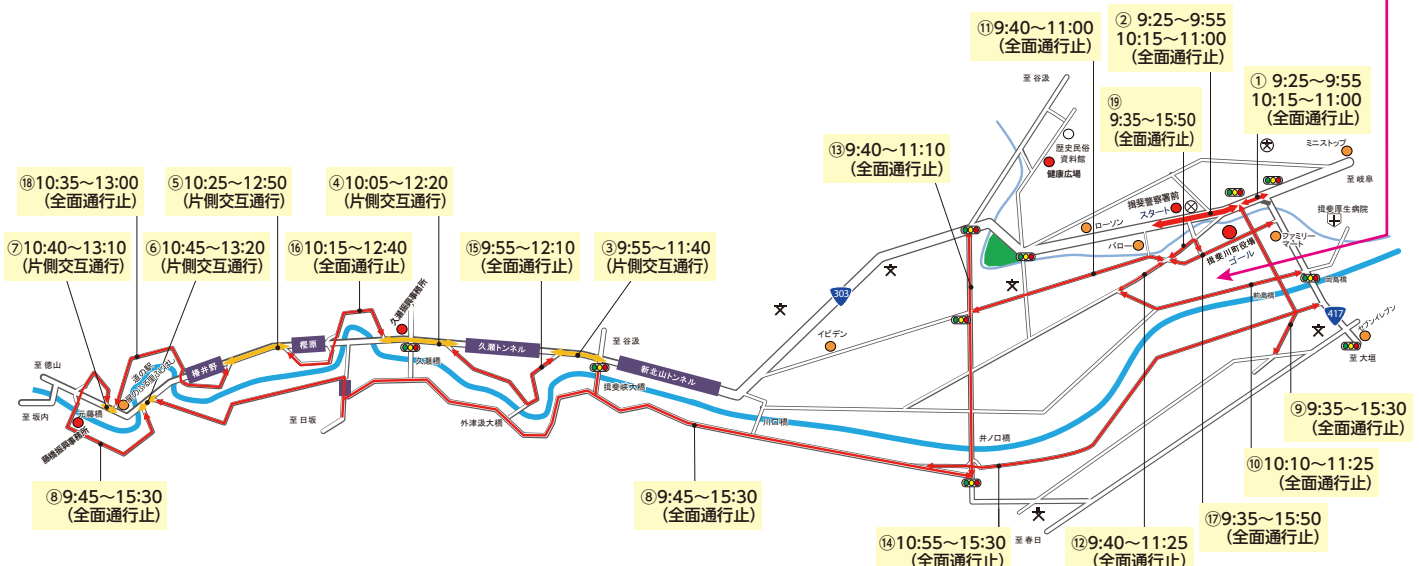 ⑪9:40～11:00
(全面通行止)
② 9:25～9:55
10:15～11:00
(全面通行止)
① 9:25～9:55
10:15～11:00
(全面通行止)
⑲
9:35～15:50
(全面通行止)
⑬9:40～11:10
(全面通行止)
⑱10:35～13:00
(全面通行止)
⑤10:25～12:50
(片側交互通行)
④10:05～12:20
(片側交互通行)
⑦10:40～13:10
(片側交互通行)
⑥10:45～13:20
(片側交互通行)
⑯10:15～12:40
(全面通行止)
⑮9:55～12:10
(全面通行止)
③9:55～11:40
(片側交互通行)
至 谷汲
歴史民俗
資料館
健康広場
ミニストップ
至 岐阜
揖斐厚生病院
揖斐警察署前
スタート
ローソン
バロー
揖斐川町役場
ゴール
ファミリー
マート
岡島橋
前島橋
417
セブンイレブン
至 大垣
303
イビデン
久瀬振興事務所
久瀬橋
久瀬トンネル
至 谷汲
新北山トンネル
揖斐峡大橋
樫原
至 徳山
道の駅
椿井野
至 坂内
藤橋振興事務所
至 日坂
外津汲大橋
川口橋
井ノ口橋
至 春日
⑧9:45～15:30
(全面通行止)
⑧9:45～15:30
(全面通行止)
⑨9:35～15:30
(全面通行止)
⑩10:10～11:25
(全面通行止)
⑰9:35～15:50
(全面通行止)
⑭10:55～15:30
(全面通行止)
⑫9:40～11:25
(全面通行止)